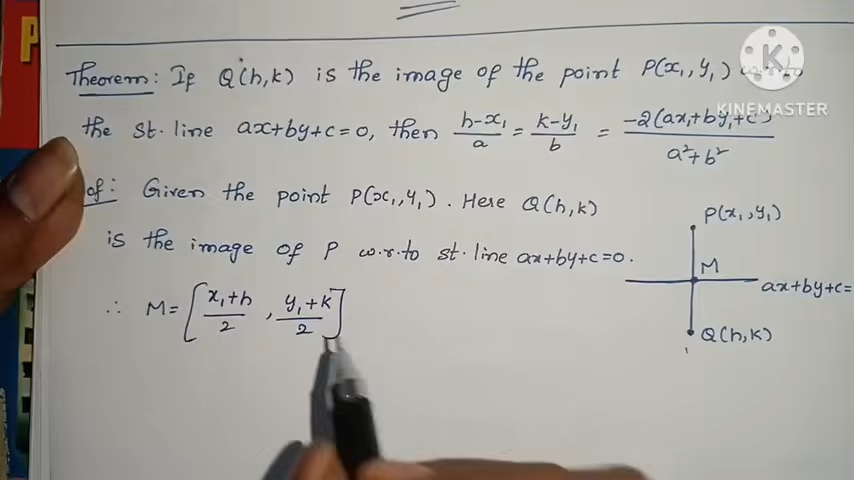 Theorem: If Q(h,k) is the image of the point P(x₁,y₁)
the st. line ax+by+c=0, then (h-x₁)/a = (k-y₁)/b = -2(ax₁+by₁+c)/(a²+b²)
K
KINEMASTER
of: Given the point P(x₁,y₁). Here Q(h,k)
is the image of P w.r.to st. line ax+by+c=0.
∴ M = [(x₁+h)/2, (y₁+k)/2]
P(x₁,y₁)
M
ax+by+c=
Q(h,k)
P